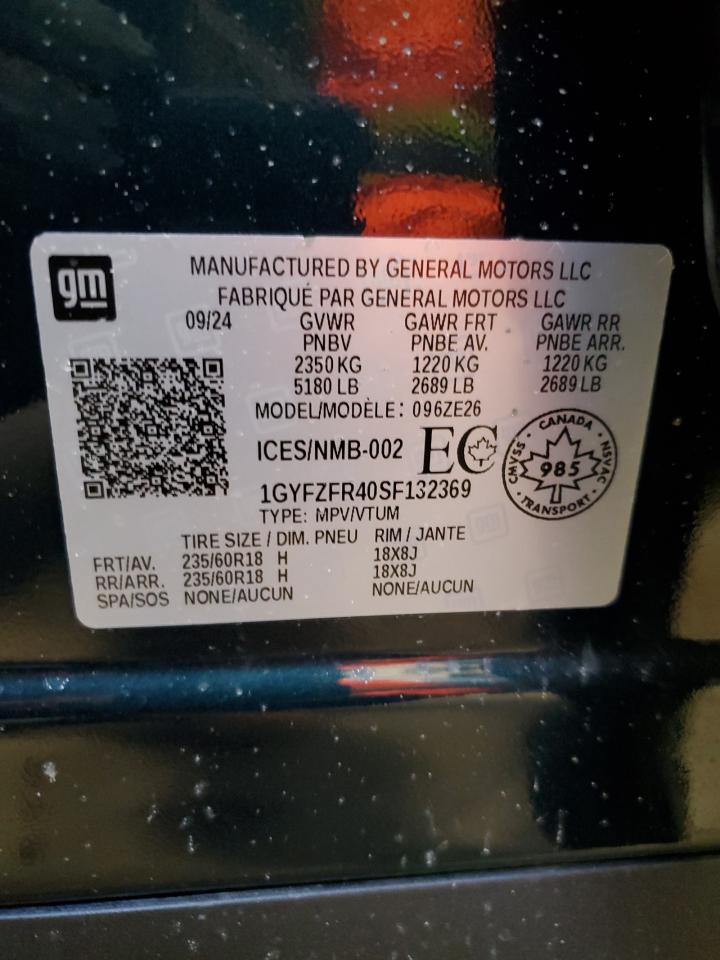 gm
MANUFACTURED BY GENERAL MOTORS LLC
FABRIQUÉ PAR GENERAL MOTORS LLC
09/24 GVWR GAWR FRT GAWR RR
PNBV PNBE AV. PNBE ARR.
2350 KG 1220 KG 1220 KG
5180 LB 2689 LB 2689 LB
MODEL/MODÈLE: 096ZE26
ICES/NMB-002 EC
CANADA
CMVSS 985 NSVAC
TRANSPORT
1GYFZFR40SF132369
TYPE: MPV/VTUM
TIRE SIZE / DIM. PNEU RIM / JANTE
FRT/AV. 235/60R18 H 18X8J
RR/ARR. 235/60R18 H 18X8J
SPA/SOS NONE/AUCUN NONE/AUCUN